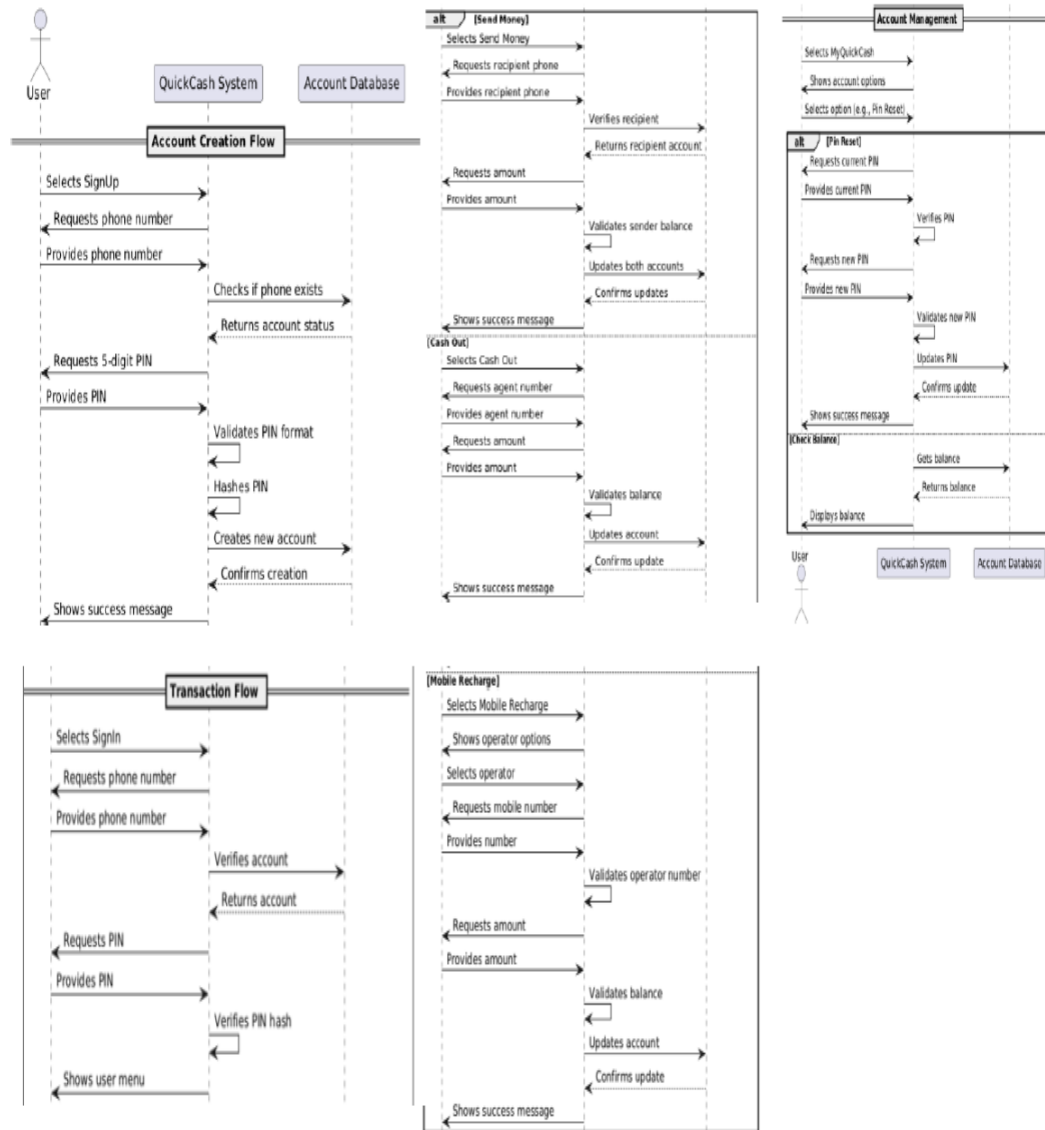 User
QuickCash System
Account Database
Account Creation Flow
Selects SignUp
Requests phone number
Provides phone number
Checks if phone exists
Returns account status
Requests 5-digit PIN
Provides PIN
Validates PIN format
Hashes PIN
Creates new account
Confirms creation
Shows success message
alt
[Send Money]
Selects Send Money
Requests recipient phone
Provides recipient phone
Verifies recipient
Returns recipient account
Requests amount
Provides amount
Validates sender balance
Updates both accounts
Confirms updates
Shows success message
[Cash Out]
Selects Cash Out
Requests agent number
Provides agent number
Requests amount
Provides amount
Validates balance
Updates account
Confirms update
Shows success message
Account Management
Selects MyQuickCash
Shows account options
Selects option (e.g., Pin Reset)
alt
[Pin Reset]
Requests current PIN
Provides current PIN
Verifies PIN
Requests new PIN
Provides new PIN
Validates new PIN
Updates PIN
Confirms update
Shows success message
[Check Balance]
Gets balance
Returns balance
Displays balance
User
QuickCash System
Account Database
Transaction Flow
Selects SignIn
Requests phone number
Provides phone number
Verifies account
Returns account
Requests PIN
Provides PIN
Verifies PIN hash
Shows user menu
[Mobile Recharge]
Selects Mobile Recharge
Shows operator options
Selects operator
Requests mobile number
Provides number
Validates operator number
Requests amount
Provides amount
Validates balance
Updates account
Confirms update
Shows success message